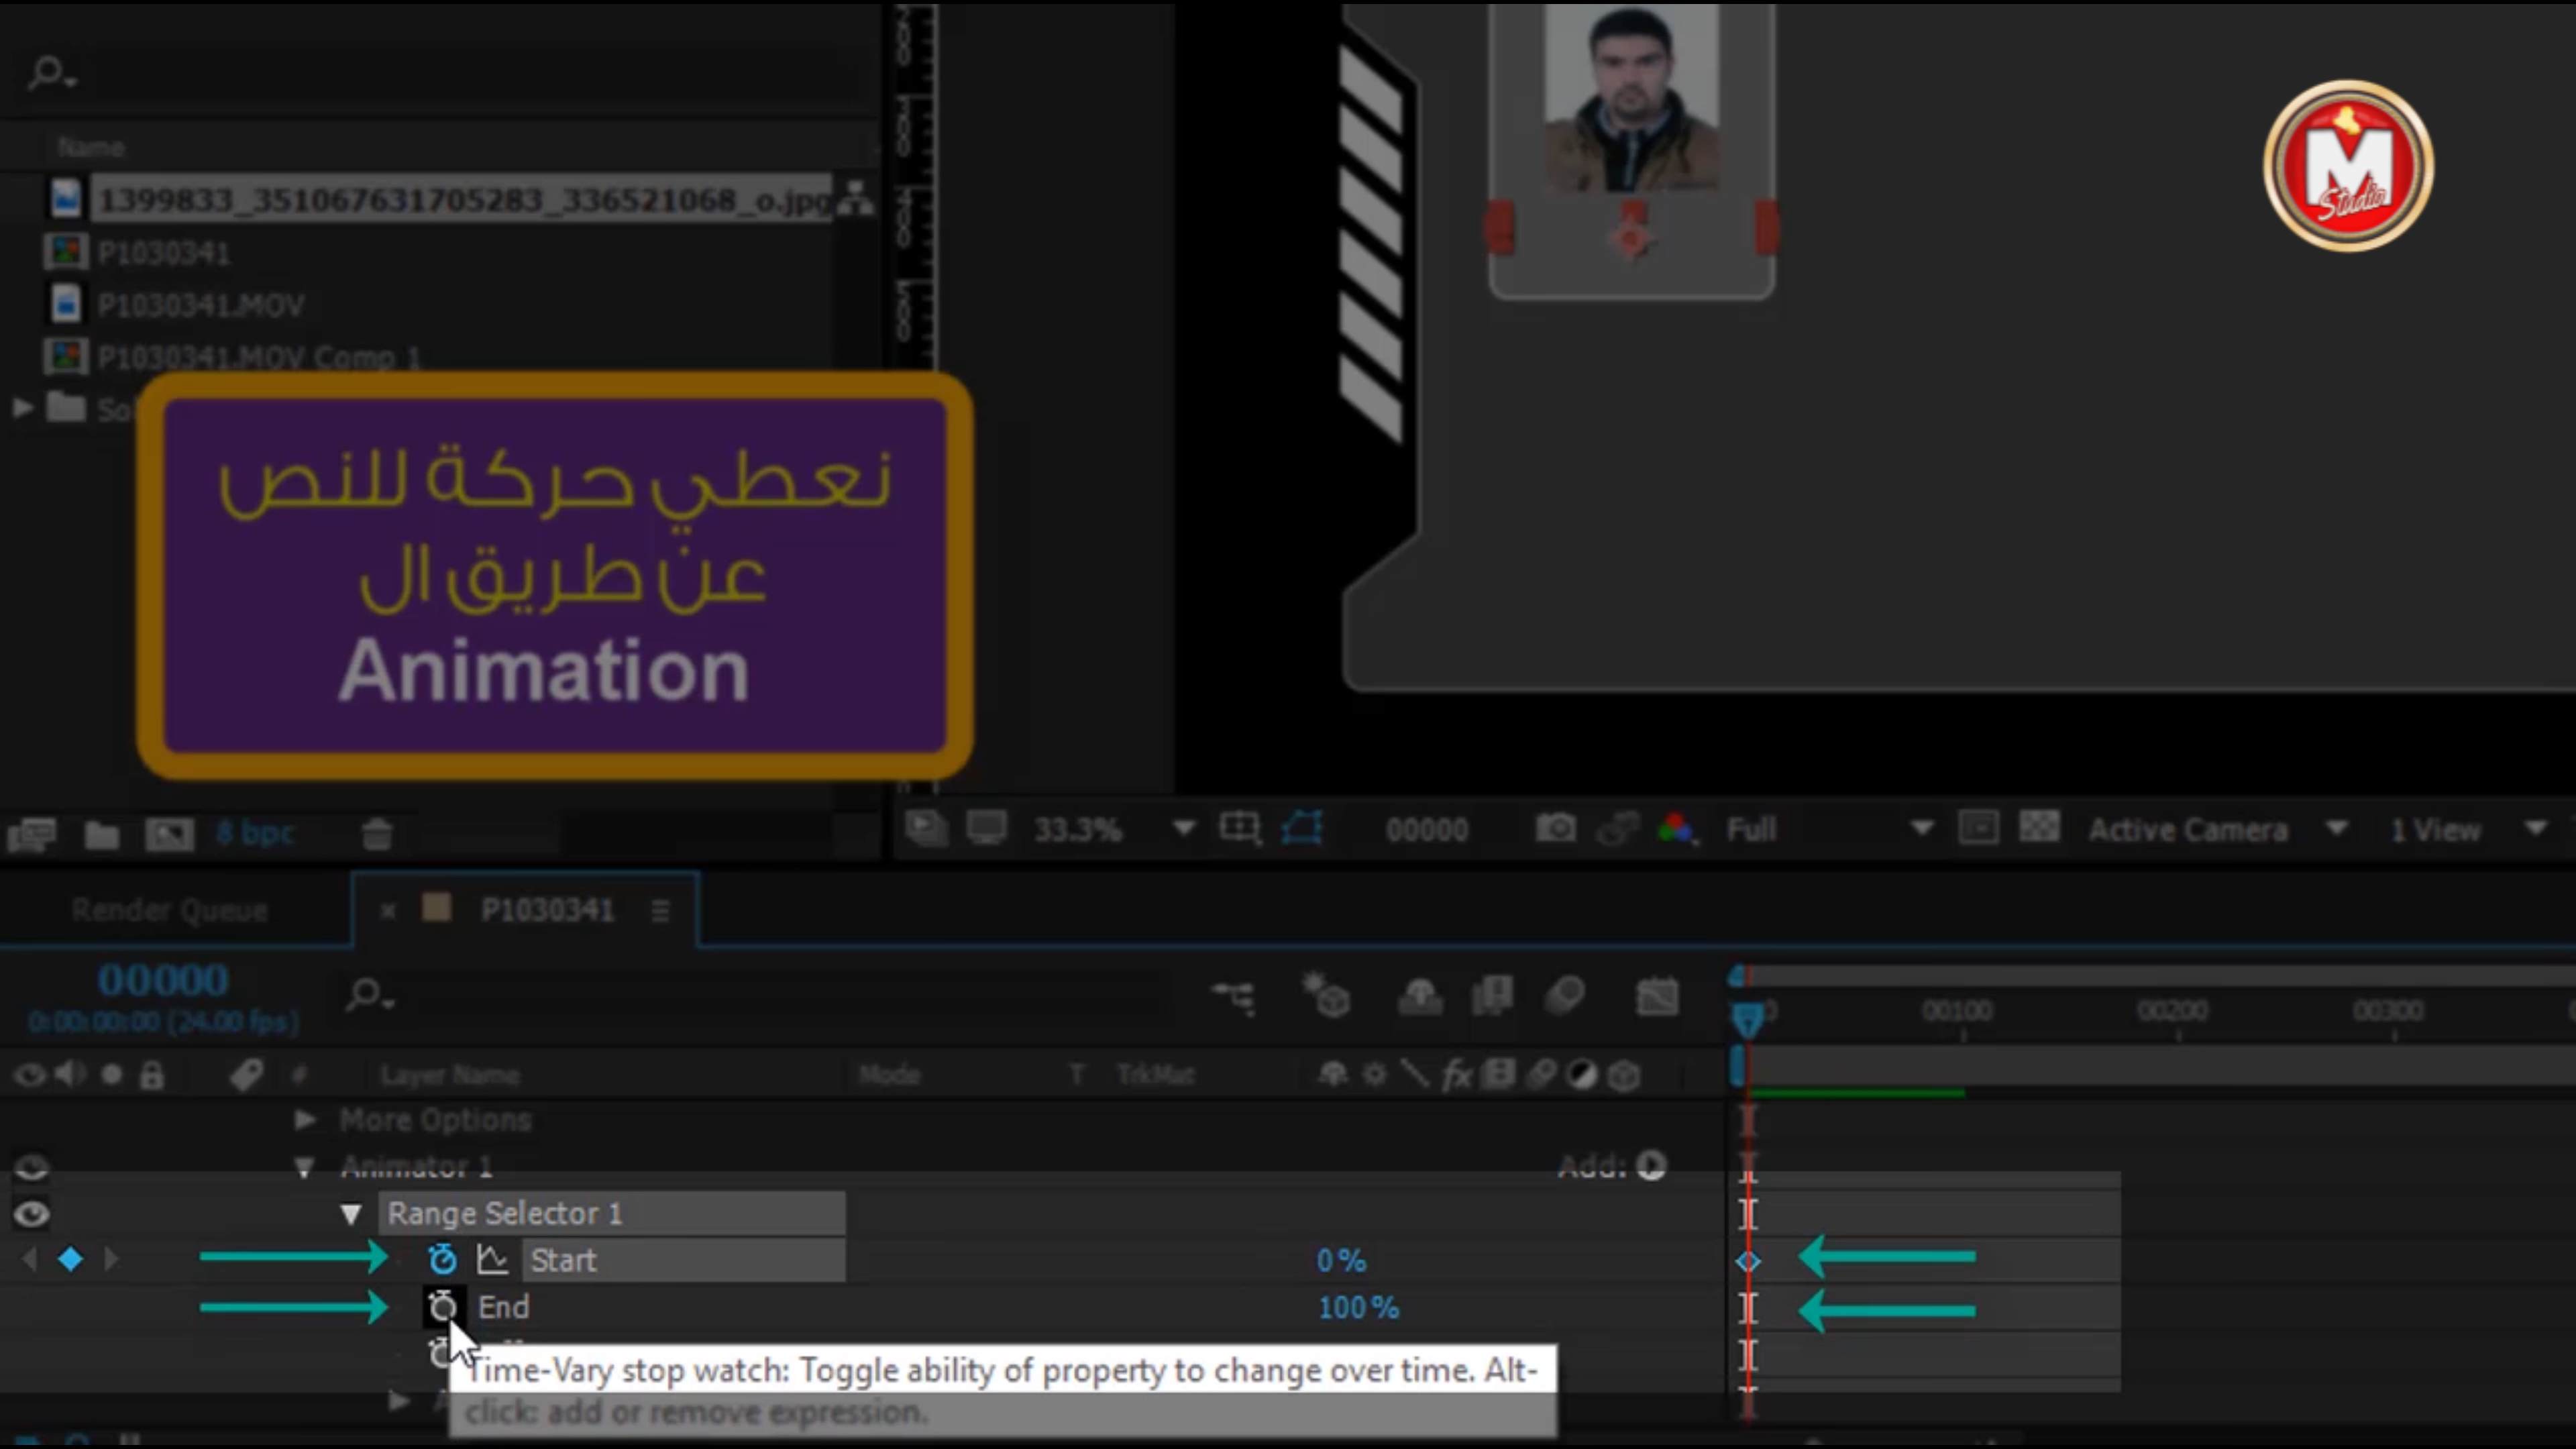 Name
1399833_351067631705283_336521068_o.jpg
P1030341
P1030341.MOV
P1030341.MOV Comp 1
So
نعطي حركة للنص
عن طريق ال
Animation
M
Studio
8 bpc
33.3%
00000
Full
Active Camera
1 View
Render Queue
P1030341
00000
0:00:00:00 (24.00 fps)
00100
00200
00300
# Layer Name Mode T TrkMat fx
More Options
Animator 1 Add:
Range Selector 1
Start 0%
End 100%
Time-Vary stop watch: Toggle ability of property to change over time. Alt-
click: add or remove expression.